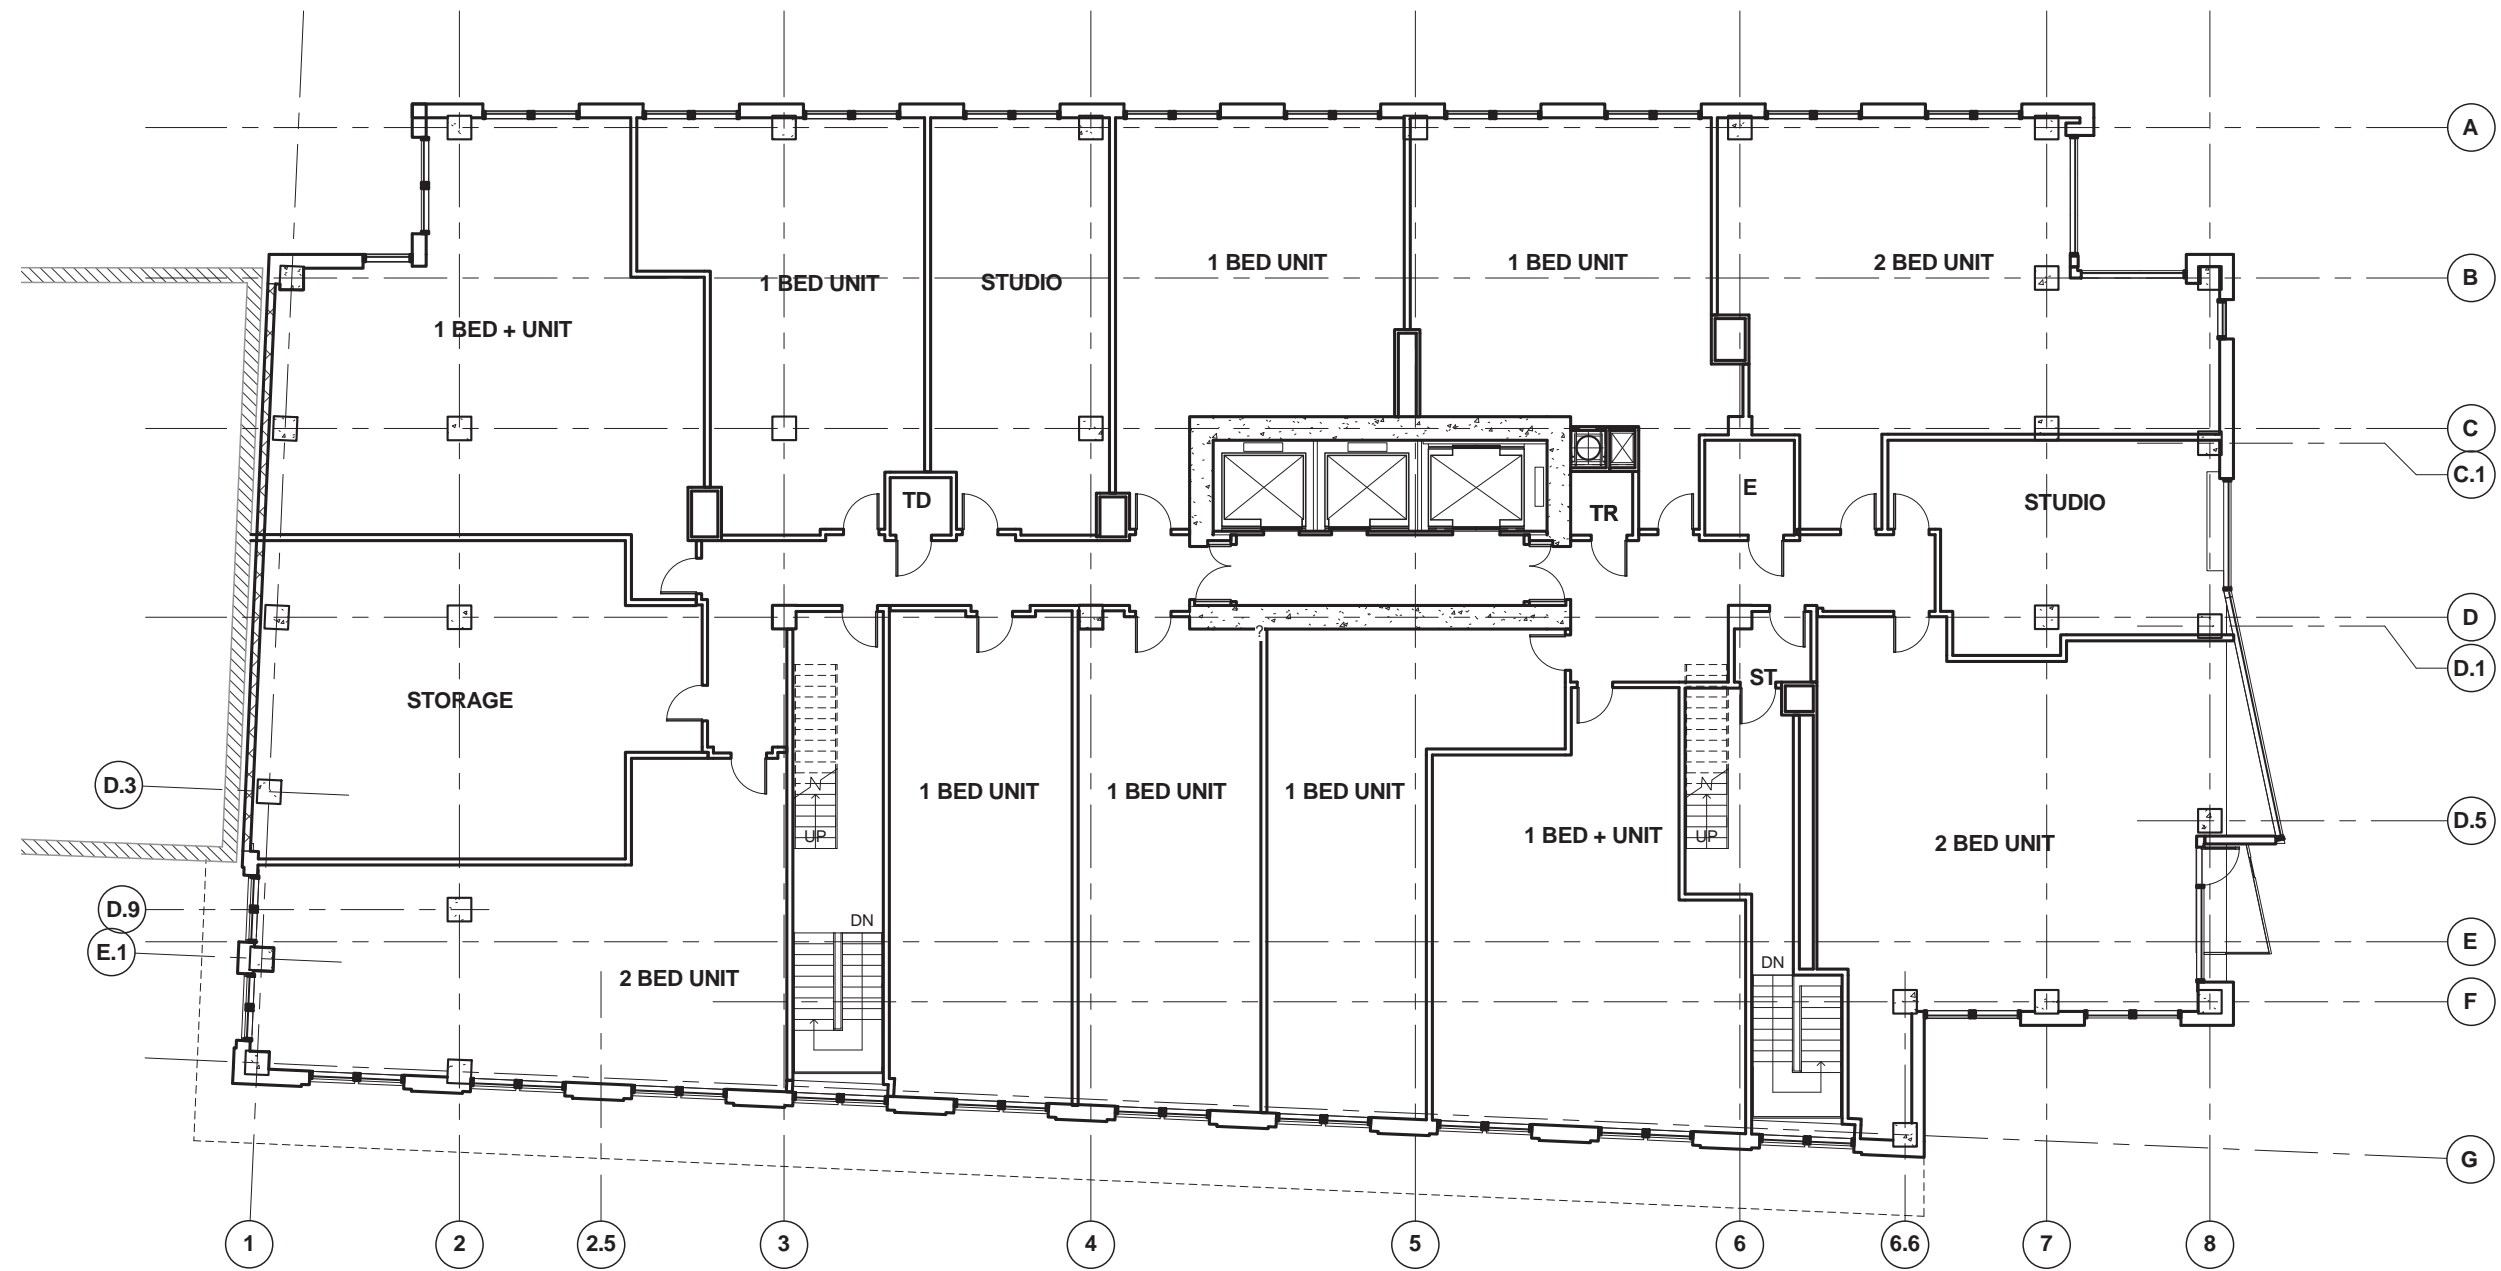 A
1 BED UNIT
1 BED UNIT
2 BED UNIT
B
1 BED UNIT
STUDIO
1 BED + UNIT
C
C.1
TD
E
STUDIO
TR
D
?
D.1
ST
STORAGE
D.3
1 BED UNIT
1 BED UNIT
1 BED UNIT
D.5
UP
1 BED + UNIT
UP
2 BED UNIT
D.9
DN
E
E.1
DN
2 BED UNIT
F
G
1
2
2.5
3
4
5
6
6.6
7
8